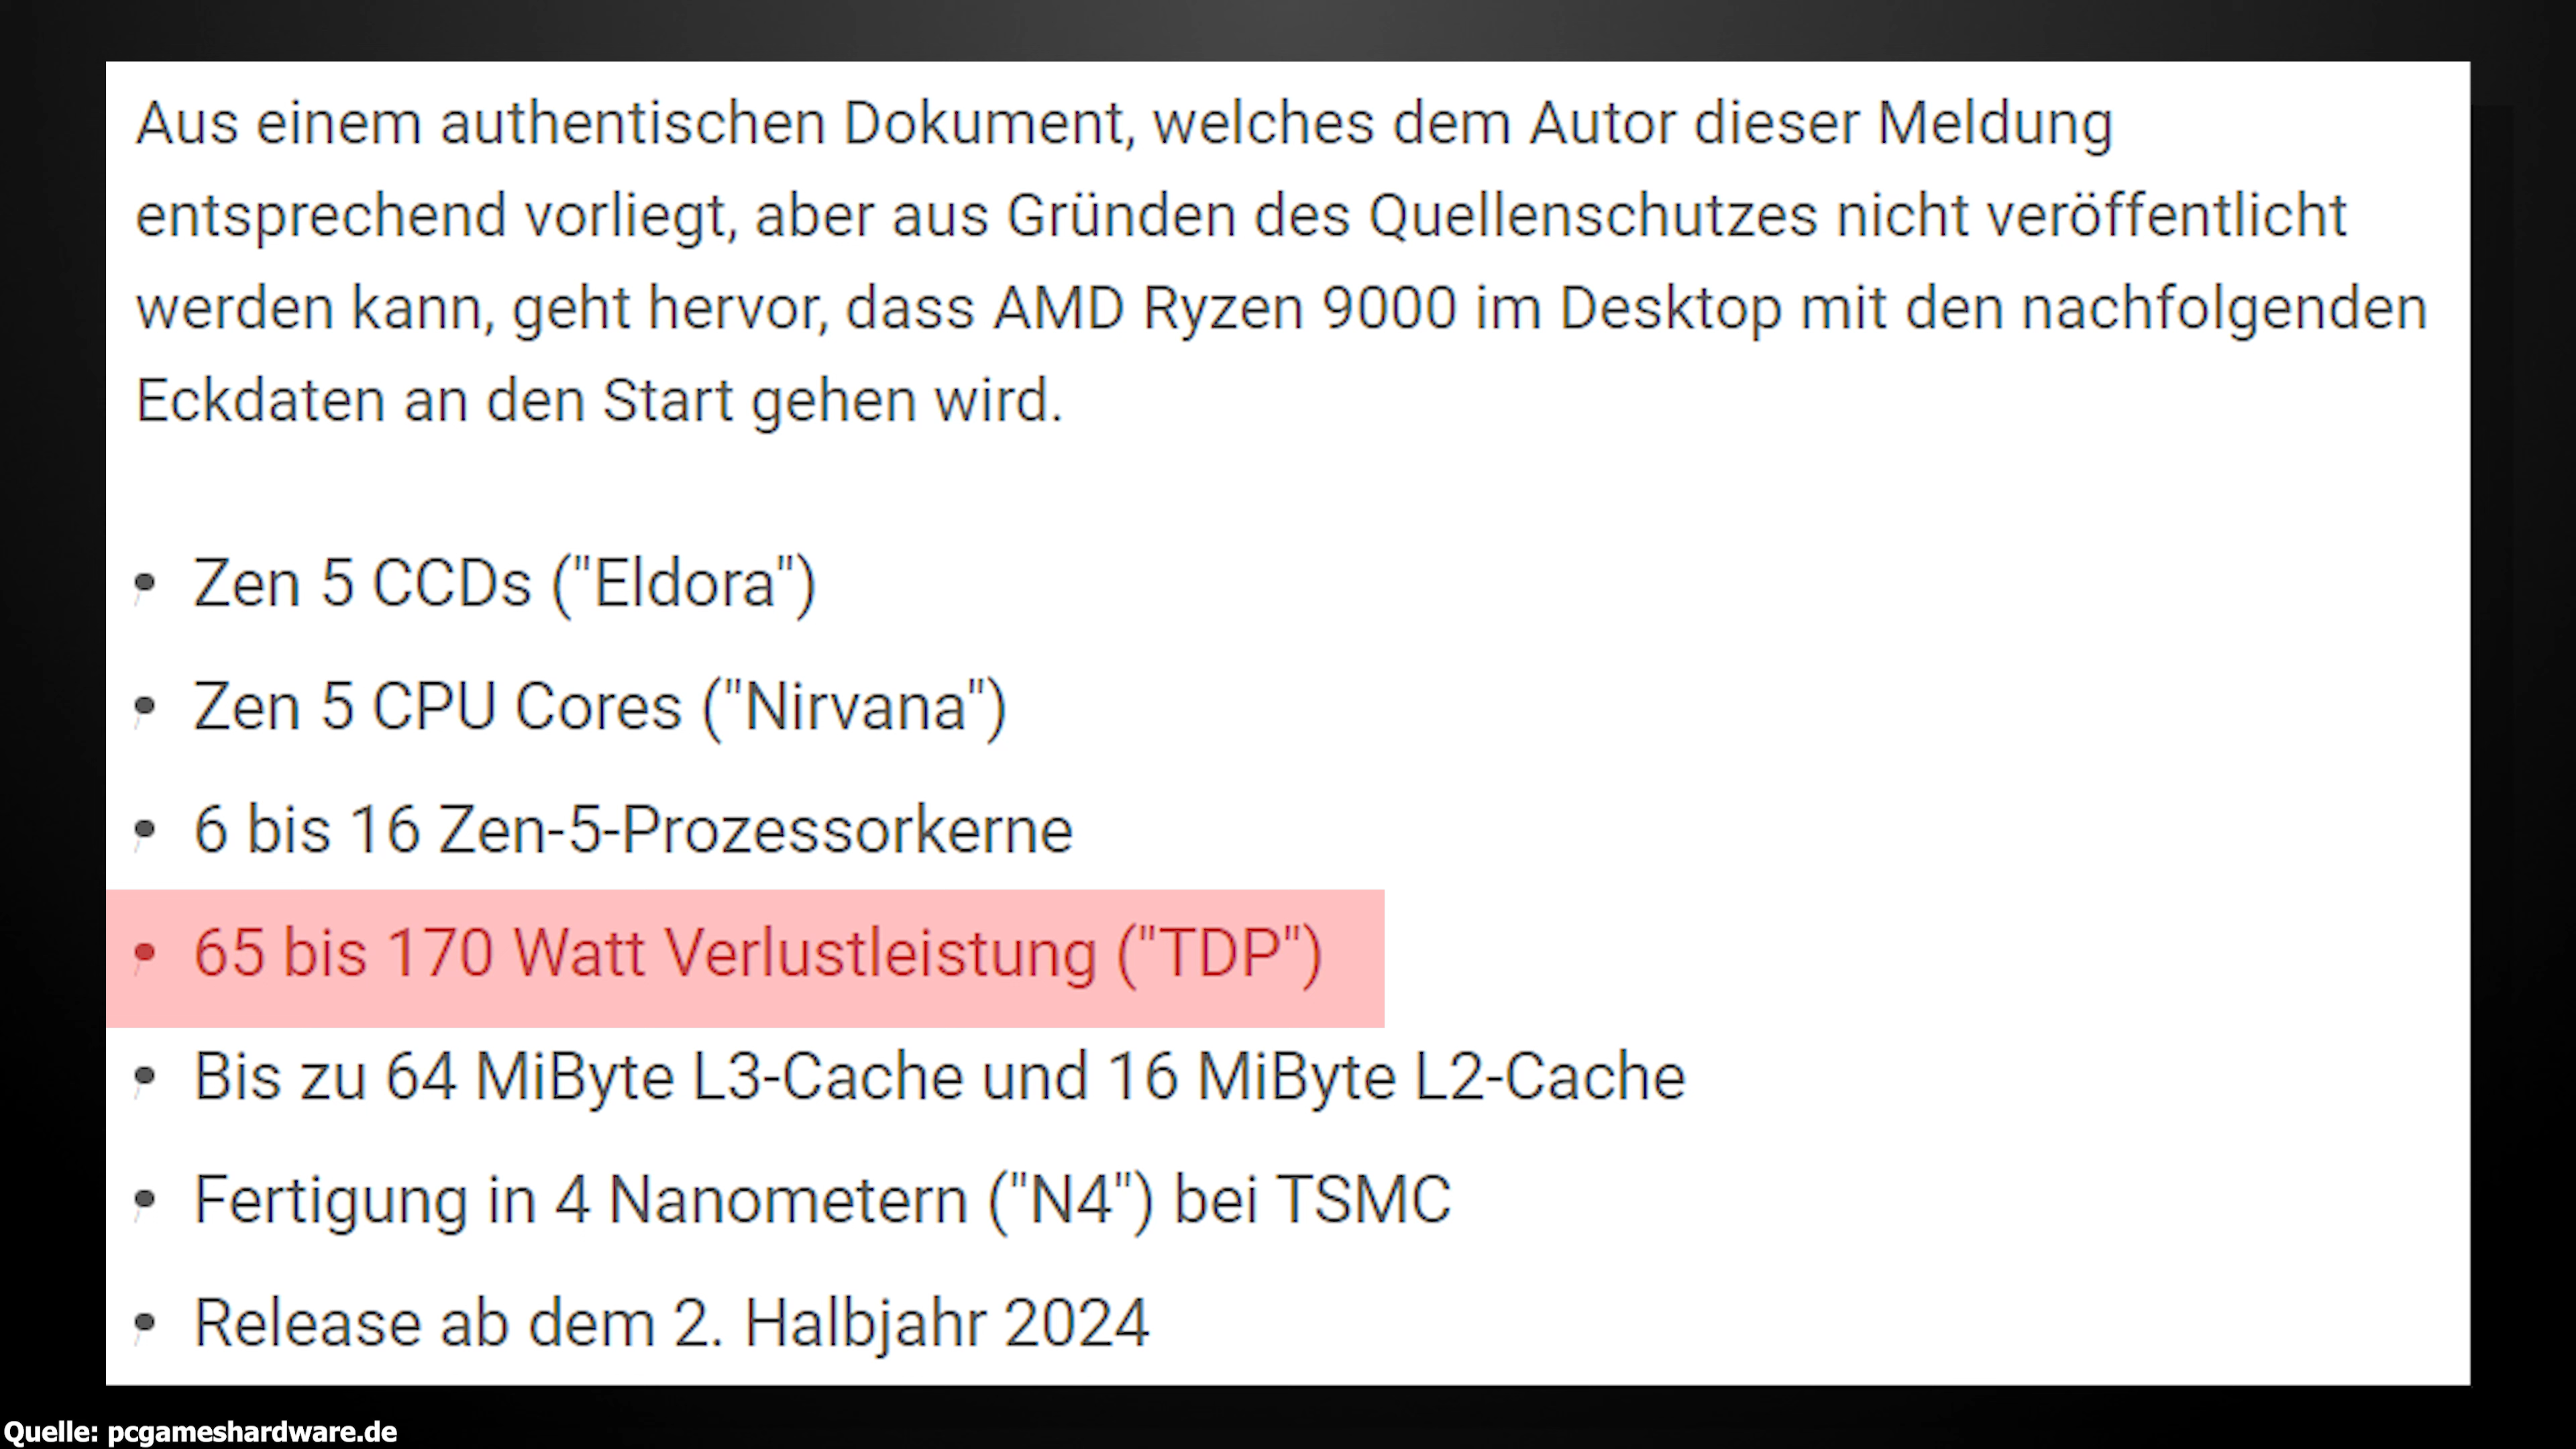 Aus einem authentischen Dokument, welches dem Autor dieser Meldung
entsprechend vorliegt, aber aus Gründen des Quellenschutzes nicht veröffentlicht
werden kann, geht hervor, dass AMD Ryzen 9000 im Desktop mit den nachfolgenden
Eckdaten an den Start gehen wird.
• Zen 5 CCDs ("Eldora")
• Zen 5 CPU Cores ("Nirvana")
• 6 bis 16 Zen-5-Prozessorkerne
• 65 bis 170 Watt Verlustleistung ("TDP")
• Bis zu 64 MiByte L3-Cache und 16 MiByte L2-Cache
• Fertigung in 4 Nanometern ("N4") bei TSMC
• Release ab dem 2. Halbjahr 2024
Quelle: pcgameshardware.de